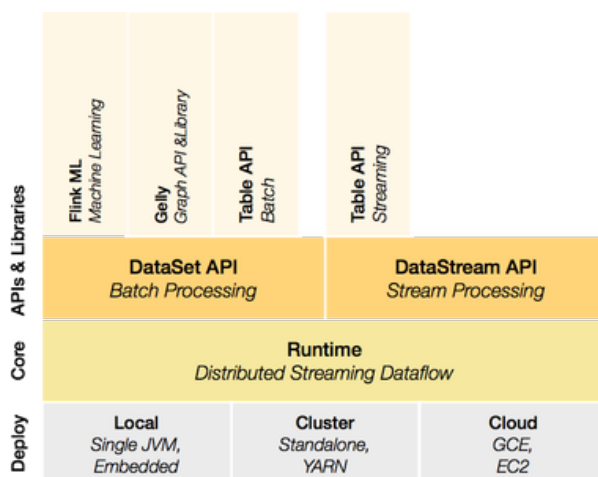 Flink ML
Machine Learning
Gelly
Graph API &Library
Table API
Batch
Table API
Streaming
APIs & Libraries
DataSet API
Batch Processing
DataStream API
Stream Processing
Core
Runtime
Distributed Streaming Dataflow
Deploy
Local
Single JVM,
Embedded
Cluster
Standalone,
YARN
Cloud
GCE,
EC2